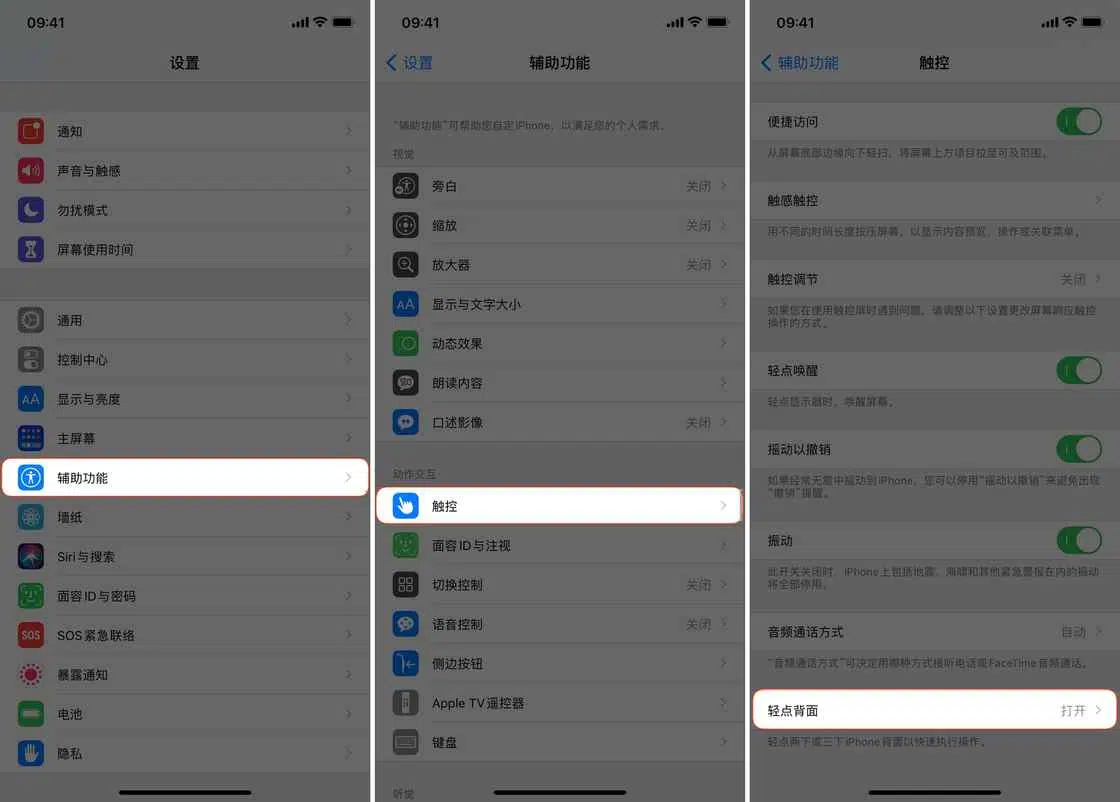 09:41
设置
通知
声音与触感
勿扰模式
屏幕使用时间
通用
控制中心
AA
显示与亮度
主屏幕
辅助功能
墙纸
Siri与搜索
面容ID与密码
SOS
SOS紧急联络
暴露通知
电池
隐私
09:41
设置
辅助功能
“辅助功能”可帮助您自定iPhone，以满足您的个人需求。
视觉
旁白
关闭
缩放
关闭
放大器
关闭
AA
显示与文字大小
动态效果
朗读内容
口述影像
关闭
动作交互
触控
面容ID与注视
切换控制
关闭
语音控制
关闭
侧边按钮
Apple TV遥控器
键盘
听觉
09:41
辅助功能
触控
便捷访问
从屏幕底部边缘向下轻扫，将屏幕上方项目拉至可及范围。
触感触控
用不同的时间长度按压屏幕，以显示内容预览、操作或关联菜单。
触控调节
关闭
如果您在使用触控屏时遇到问题，请调整以下设置更改屏幕响应触控
操作的方式。
轻点唤醒
轻点显示器时，唤醒屏幕。
摇动以撤销
如果经常无意中摇动到iPhone，您可以停用“摇动以撤销”来避免出现
“撤销”提醒。
振动
此开关关闭时，iPhone上包括地震、海啸和其他紧急警报在内的振动
将全部停用。
音频通话方式
自动
“音频通话方式”可决定用哪种方式接听电话或FaceTime音频通话。
轻点背面
打开
轻点两下或三下iPhone背面以快速执行操作。